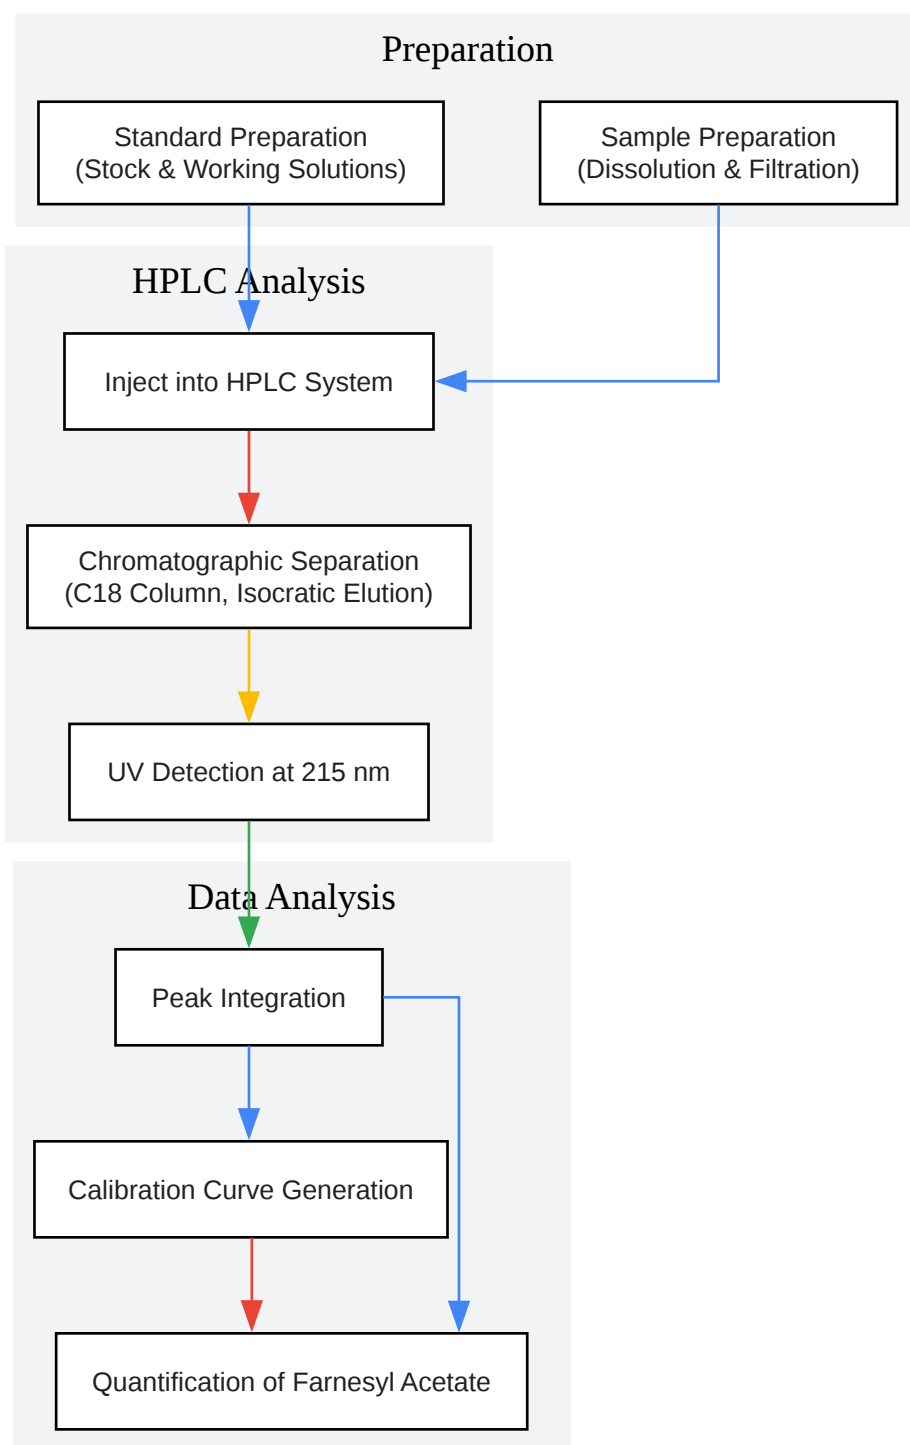 Preparation
Standard Preparation
(Stock & Working Solutions)
Sample Preparation
(Dissolution & Filtration)
HPLC Analysis
Inject into HPLC System
Chromatographic Separation
(C18 Column, Isocratic Elution)
UV Detection at 215 nm
Data Analysis
Peak Integration
Calibration Curve Generation
Quantification of Farnesyl Acetate